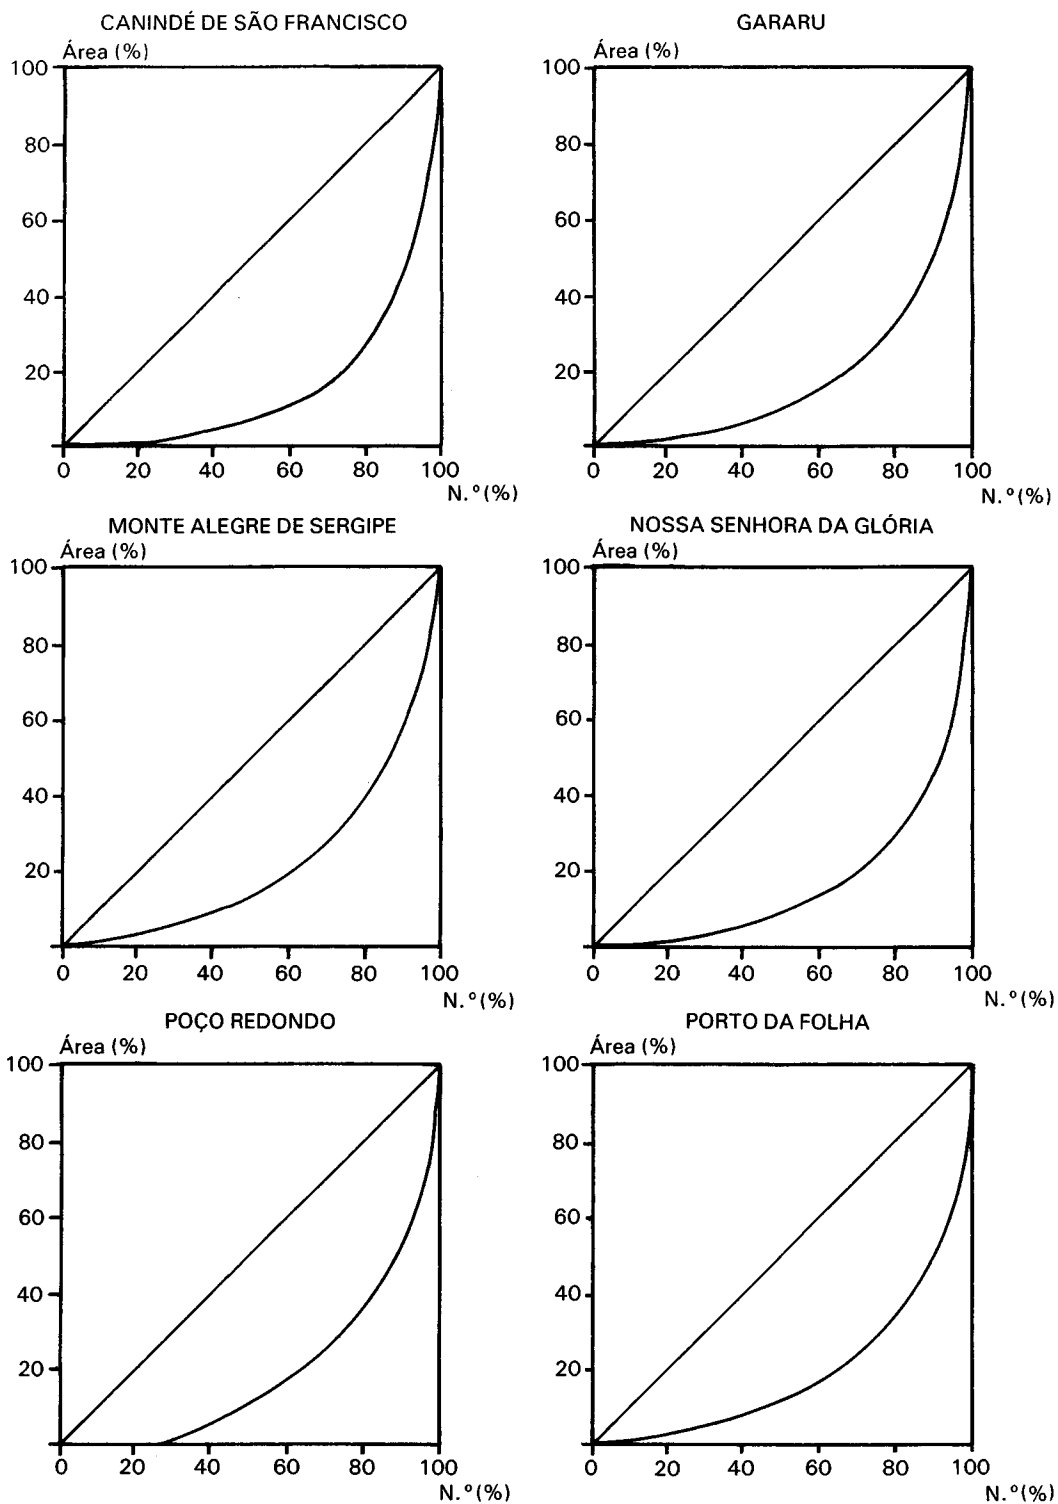 CANINDÉ DE SÃO FRANCISCO
Área (%)
100
80
60
40
20
0 20 40 60 80 100
N.º (%)
GARARU
Área (%)
100
80
60
40
20
0 20 40 60 80 100
N.º (%)
MONTE ALEGRE DE SERGIPE
Área (%)
100
80
60
40
20
0 20 40 60 80 100
N.º (%)
NOSSA SENHORA DA GLÓRIA
Área (%)
100
80
60
40
20
0 20 40 60 80 100
N.º (%)
POÇO REDONDO
Área (%)
100
80
60
40
20
0 20 40 60 80 100
N.º (%)
PORTO DA FOLHA
Área (%)
100
80
60
40
20
0 20 40 60 80 100
N.º (%)